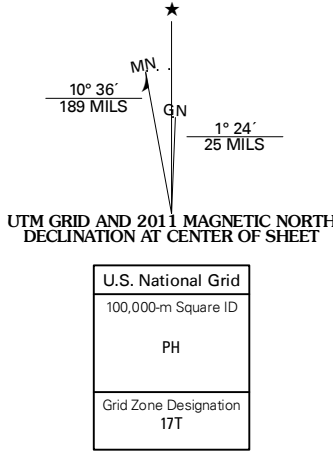 ★
MN
10° 36´
189 MILS
GN
1° 24´
25 MILS
UTM GRID AND 2011 MAGNETIC NORTH
DECLINATION AT CENTER OF SHEET
U.S. National Grid
100,000-m Square ID
PH
Grid Zone Designation
17T